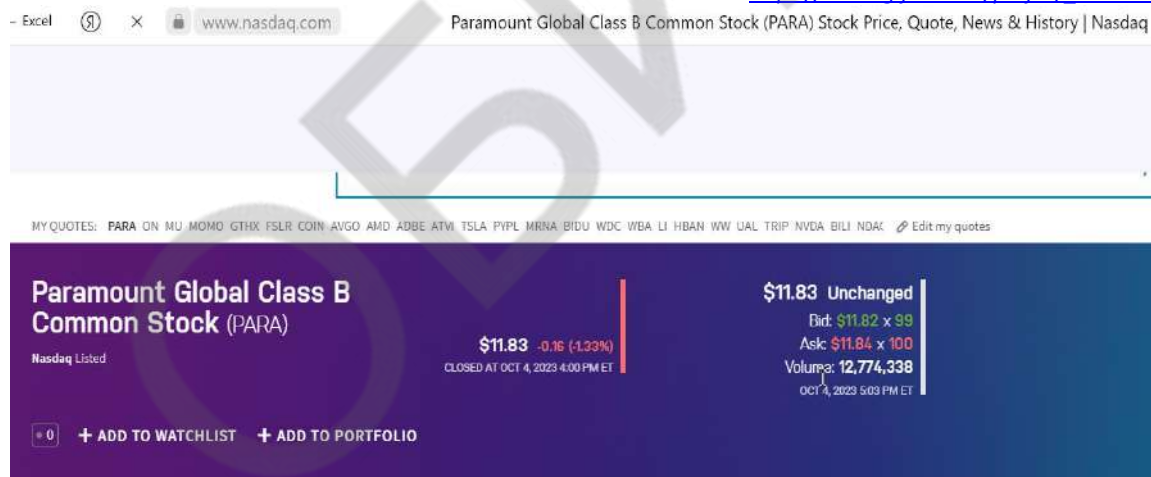 – Excel
www.nasdaq.com
Paramount Global Class B Common Stock (PARA) Stock Price, Quote, News & History | Nasdaq
MY QUOTES: PARA ON MU MOMO GTHX FSLR COIN AVGO AMD ADBE ATVI TSLA PYPL MRNA BIDU WDC WBA LI HBAN WW UAL TRIP NVDA BILI Edit my quotes
Paramount Global Class B
Common Stock (PARA)
Nasdaq Listed
$11.83 -0.16 (-1.33%)
CLOSED AT OCT 4, 2023 4:00 PM ET
$11.83 Unchanged
Bid: $11.82 x 99
Ask: $11.84 x 100
Volume: 12,774,338
OCT 4, 2023 5:03 PM ET
0 + ADD TO WATCHLIST + ADD TO PORTFOLIO